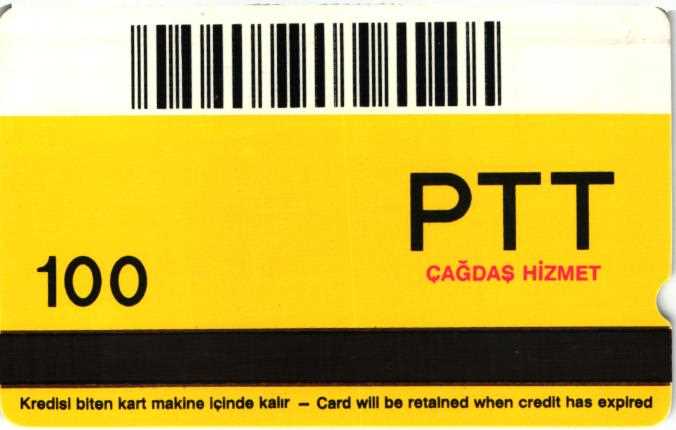 PTT
ÇAĞDAŞ HİZMET
100
Kredisi biten kart makine içinde kalır – Card will be retained when credit has expired